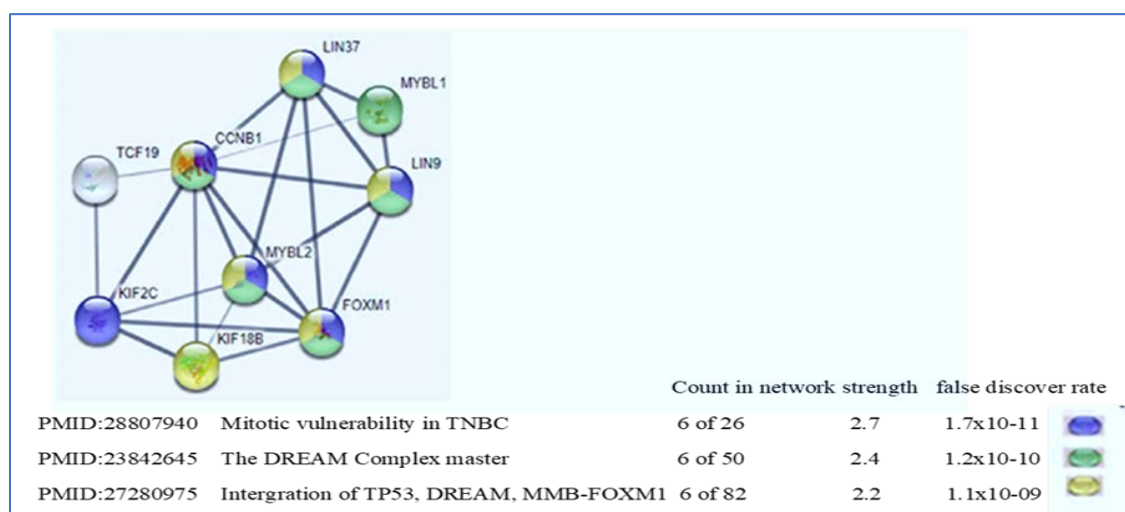 LIN37
MYBL1
CCNB1
TCF19
LIN9
MYBL2
KIF2C
FOXM1
KIF18B
Count in network strength false discover rate
PMID:28807940 Mitotic vulnerability in TNBC 6 of 26 2.7 1.7x10-11
PMID:23842645 The DREAM Complex master 6 of 50 2.4 1.2x10-10
PMID:27280975 Intergration of TP53, DREAM, MMB-FOXM1 6 of 82 2.2 1.1x10-09